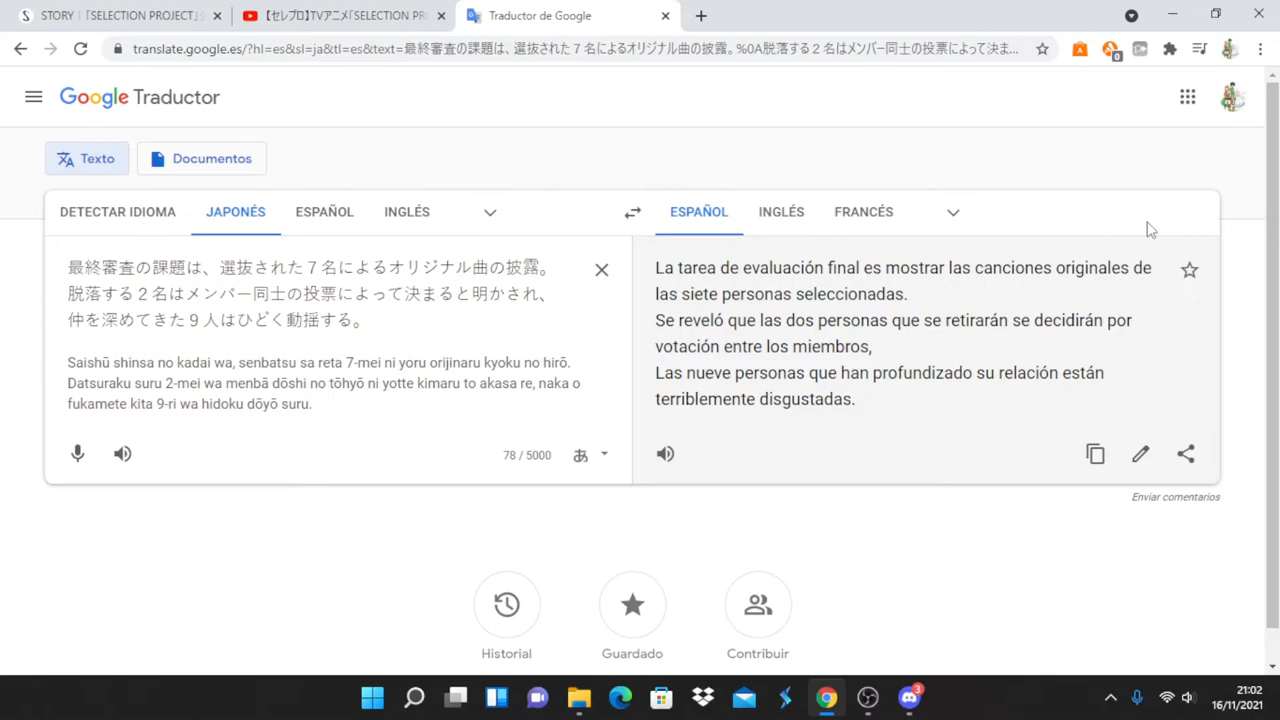 STORY | 「SELECTION PROJECT」
【セレプロ】TVアニメ「SELECTION PR
Traductor de Google
translate.google.es/?hl=es&sl=ja&tl=es&text=最終審査の課題は、選抜された７名によるオリジナル曲の披露。%0A脱落する２名はメンバー同士の投票によって決ま...
0
Google Traductor
Texto
Documentos
DETECTAR IDIOMA JAPONÉS ESPAÑOL INGLÉS ESPAÑOL INGLÉS FRANCÉS
最終審査の課題は、選抜された７名によるオリジナル曲の披露。
脱落する２名はメンバー同士の投票によって決まると明かされ、
仲を深めてきた９人はひどく動揺する。
Saishū shinsa no kadai wa, senbatsu sa reta 7-mei ni yoru orijinaru kyoku no hirō.
Datsuraku suru 2-mei wa menbā dōshi no tōhyō ni yotte kimaru to akasa re, naka o
fukamete kita 9-ri wa hidoku dōyō suru.
78 / 5000
あ
La tarea de evaluación final es mostrar las canciones originales de
las siete personas seleccionadas.
Se reveló que las dos personas que se retirarán se decidirán por
votación entre los miembros,
Las nueve personas que han profundizado su relación están
terriblemente disgustadas.
Enviar comentarios
Historial
Guardado
Contribuir
3
21:02
16/11/2021